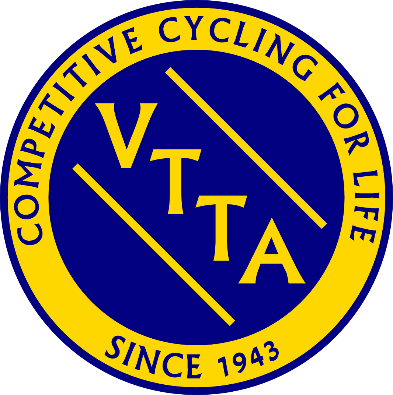 COMPETITIVE CYCLING FOR LIFE
VTTA
SINCE 1943